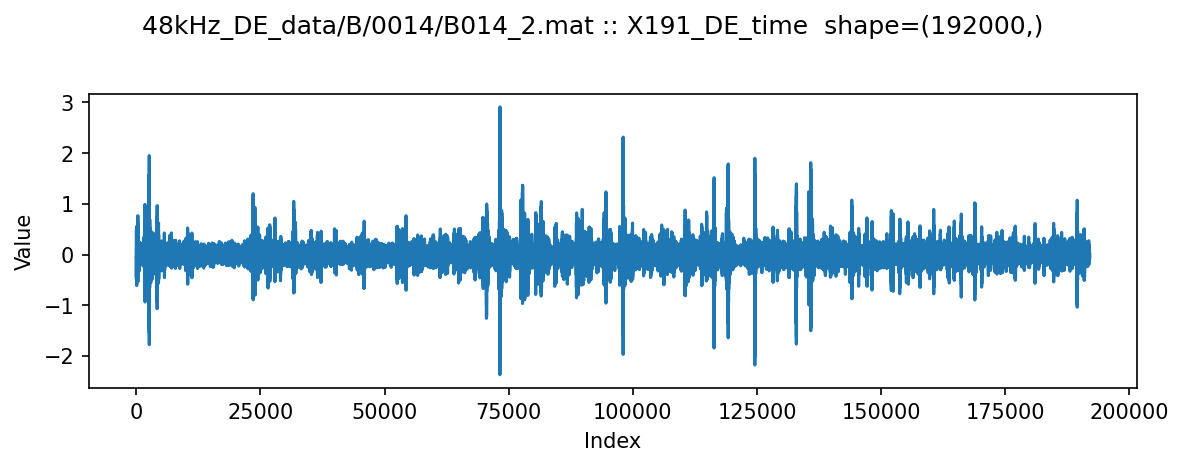 48kHz_DE_data/B/0014/B014_2.mat :: X191_DE_time  shape=(192000,)
3
2
1
0
−1
−2
Value
0 25000 50000 75000 100000 125000 150000 175000 200000
Index